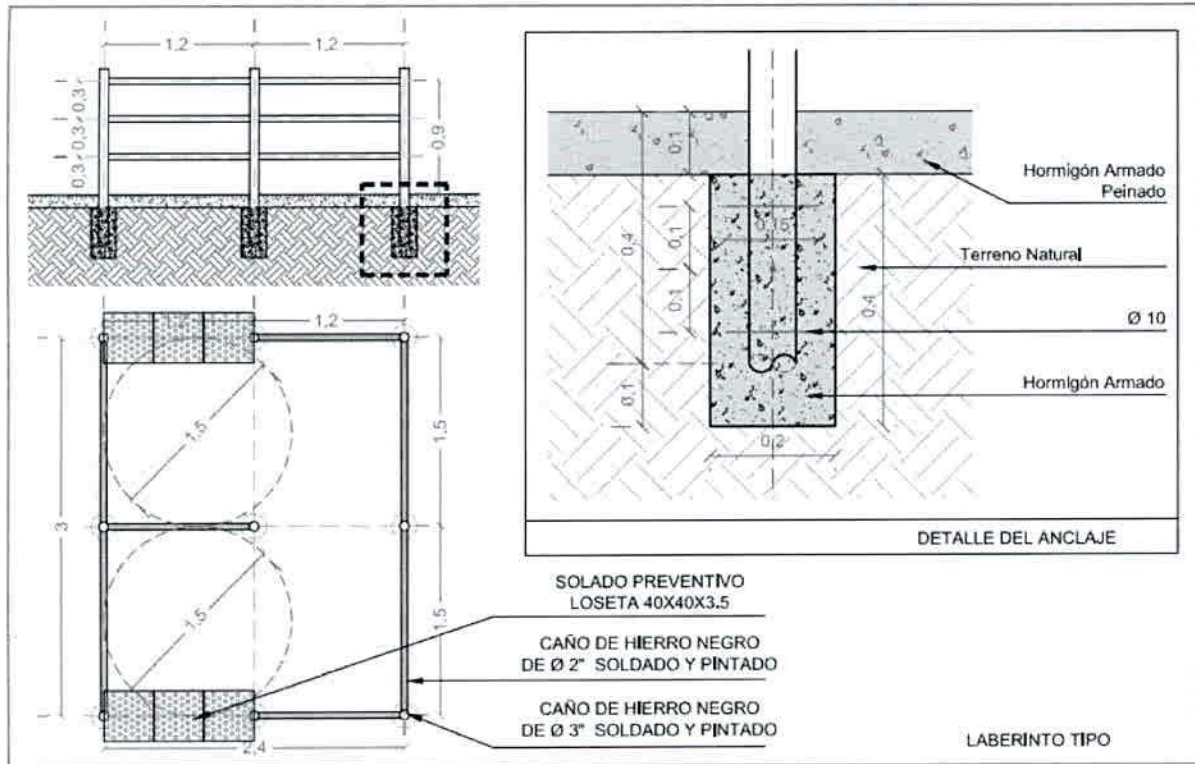 1,2
1,2
0,3
0,3
0,3
0,9
1,2
3
1,5
1,5
1,5
1,5
2,4
0,1
0,4
0,1
0,15
0,1
0,4
0,1
0,2
Hormigón Armado
Peinado
Terreno Natural
Ø 10
Hormigón Armado
DETALLE DEL ANCLAJE
SOLADO PREVENTIVO
LOSETA 40X40X3.5
CAÑO DE HIERRO NEGRO
DE Ø 2" SOLDADO Y PINTADO
CAÑO DE HIERRO NEGRO
DE Ø 3" SOLDADO Y PINTADO
LABERINTO TIPO